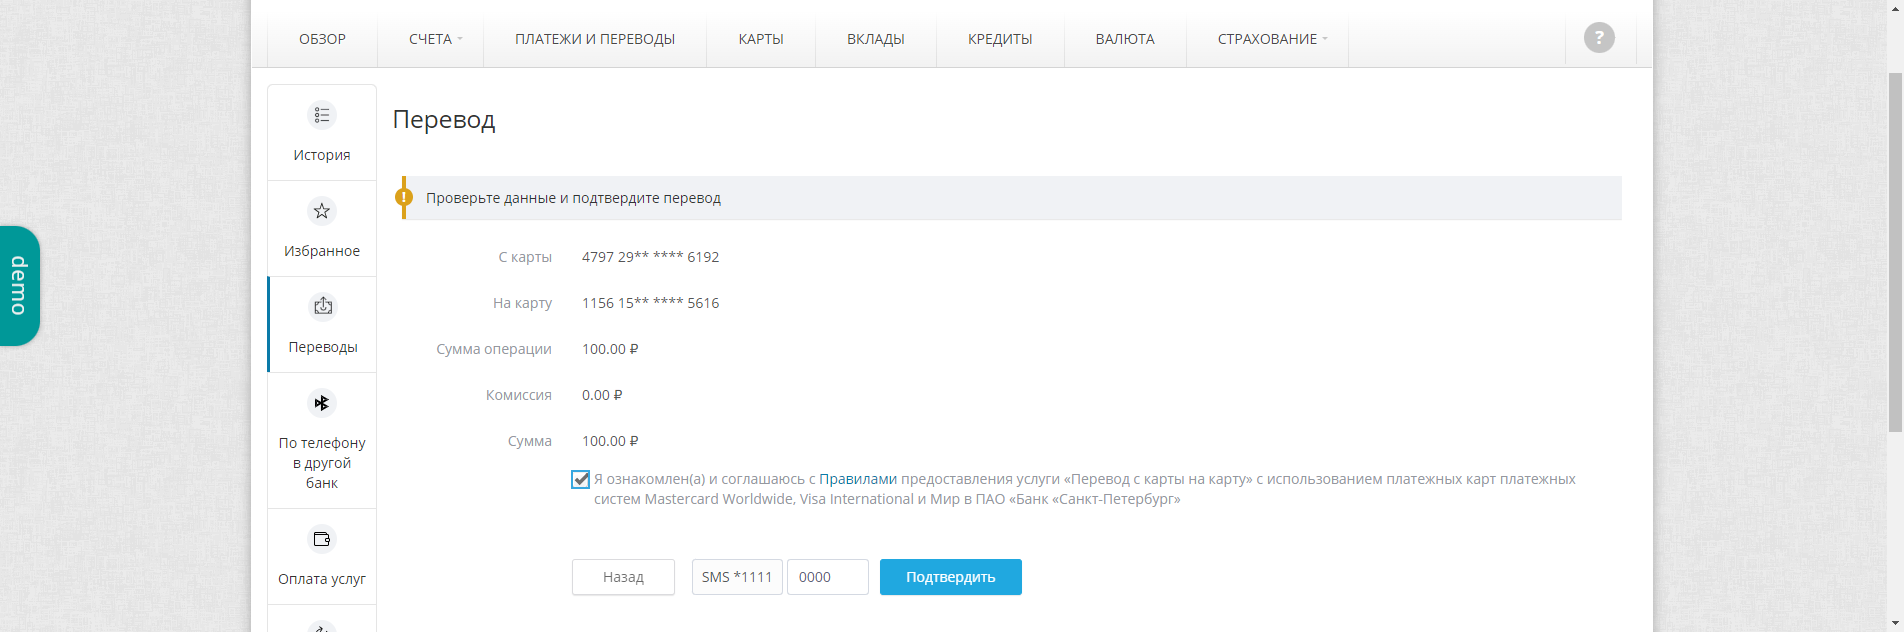 ОБЗОР
СЧЕТА
ПЛАТЕЖИ И ПЕРЕВОДЫ
КАРТЫ
ВКЛАДЫ
КРЕДИТЫ
ВАЛЮТА
СТРАХОВАНИЕ
?
demo
История
Избранное
Переводы
По телефону
в другой
банк
Оплата услуг
Перевод
Проверьте данные и подтвердите перевод
С карты 4797 29** **** 6192
На карту 1156 15** **** 5616
Сумма операции 100.00 ₽
Комиссия 0.00 ₽
Сумма 100.00 ₽
Я ознакомлен(а) и соглашаюсь с Правилами предоставления услуги «Перевод с карты на карту» с использованием платежных карт платежных
систем Mastercard Worldwide, Visa International и Мир в ПАО «Банк «Санкт-Петербург»
Назад
SMS *1111
0000
Подтвердить